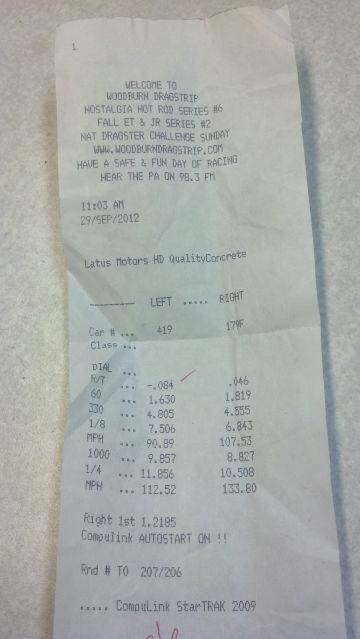 1
WELCOME TO
WOODBURN DRAGSTRIP
NOSTALGIA HOT ROD SERIES #6
FALL ET & JR SERIES #2
NAT DRAGSTER CHALLENGE SUNDAY
WWW.WOODBURNDRAGSTRIP.COM
HAVE A SAFE & FUN DAY OF RACING
HEAR THE PA ON 98.3 FM
11:03 AM
29/SEP/2012
Latus Motors HD QualityConcrete
-------- LEFT ..... RIGHT
Car # ... 419 179F
Class ...
DIAL ...
R/T ... -.084 .046
60 ... 1.630 1.819
330 ... 4.805 4.555
1/8 ... 7.506 6.843
MPH ... 90.89 107.53
1000 ... 9.857 8.827
1/4 ... 11.856 10.508
MPH ... 112.52 133.80
Right 1st 1.2185
Compulink AUTOSTART ON !!
Rnd # TO 207/206
..... CompuLink StarTRAK 2009